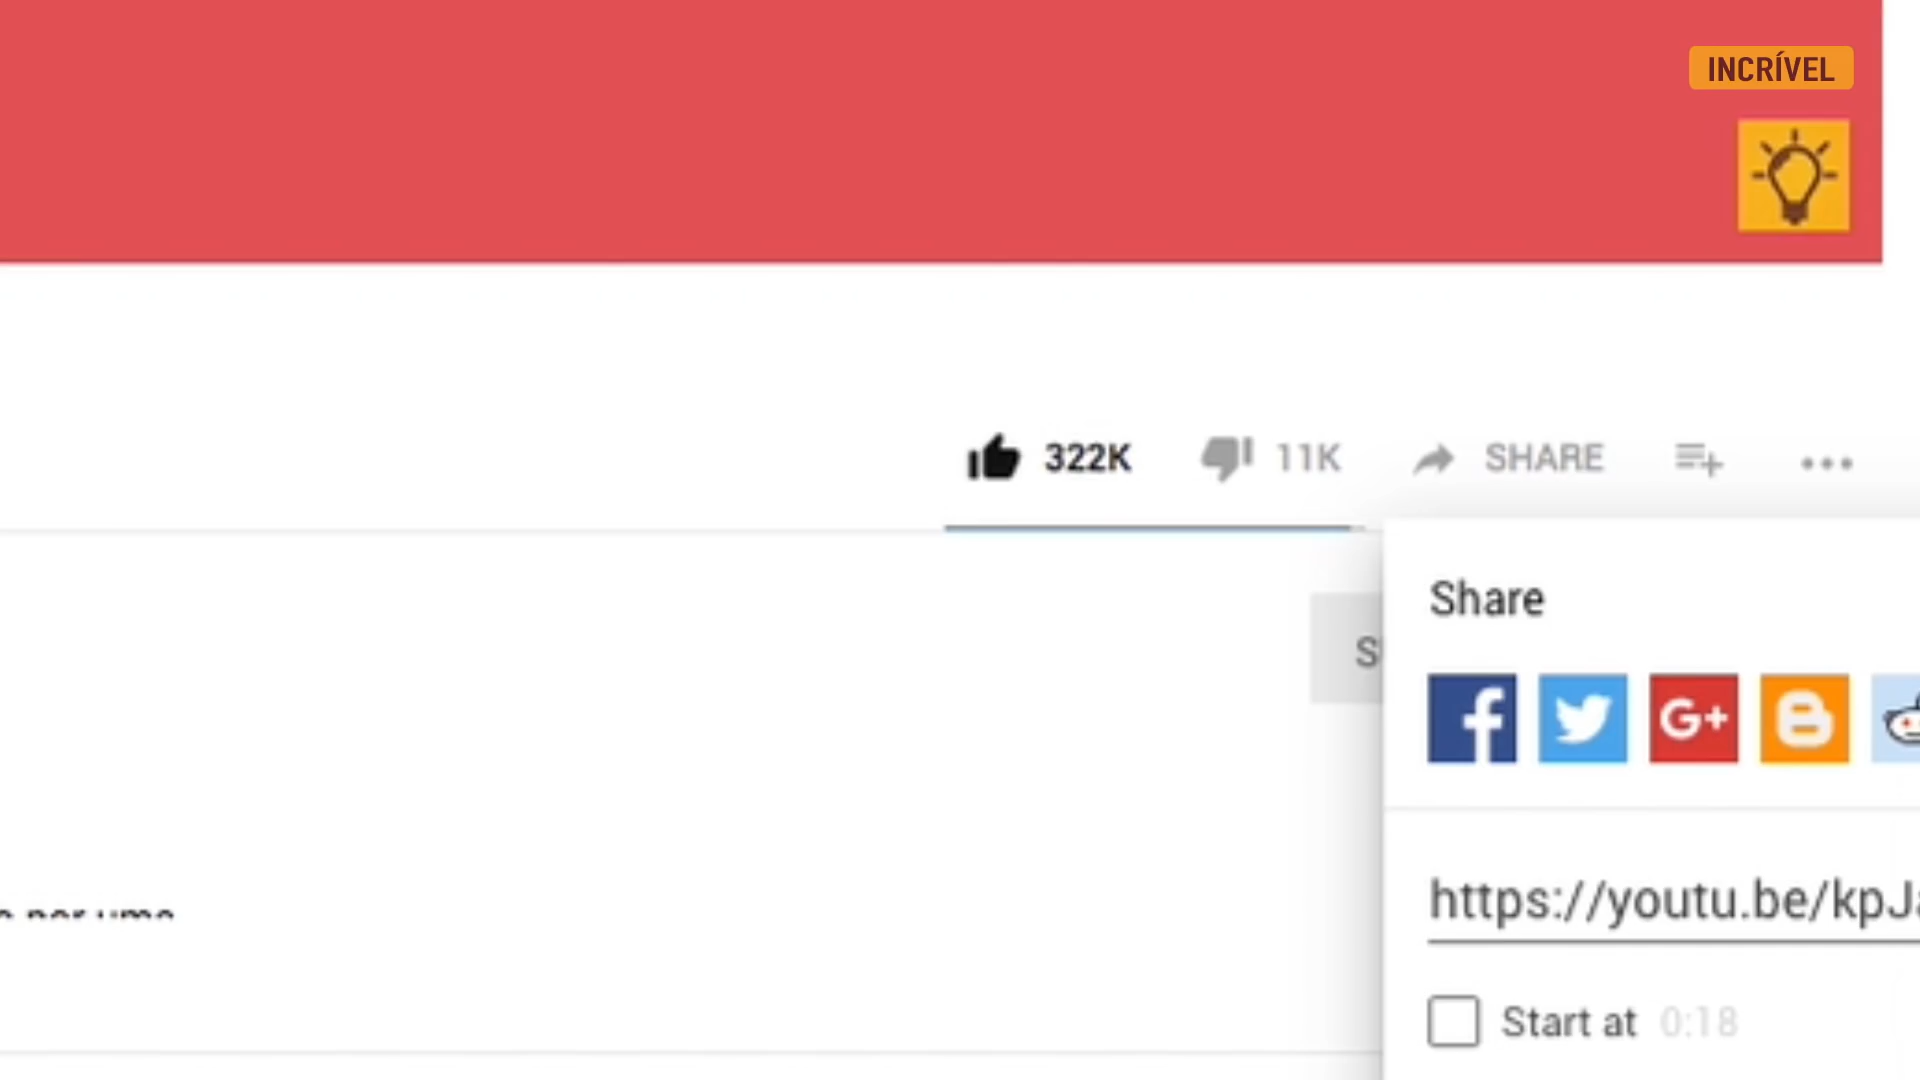 INCRÍVEL
322K 11K SHARE
Share
f G+ B
https://youtu.be/kpJ
Start at 0:18